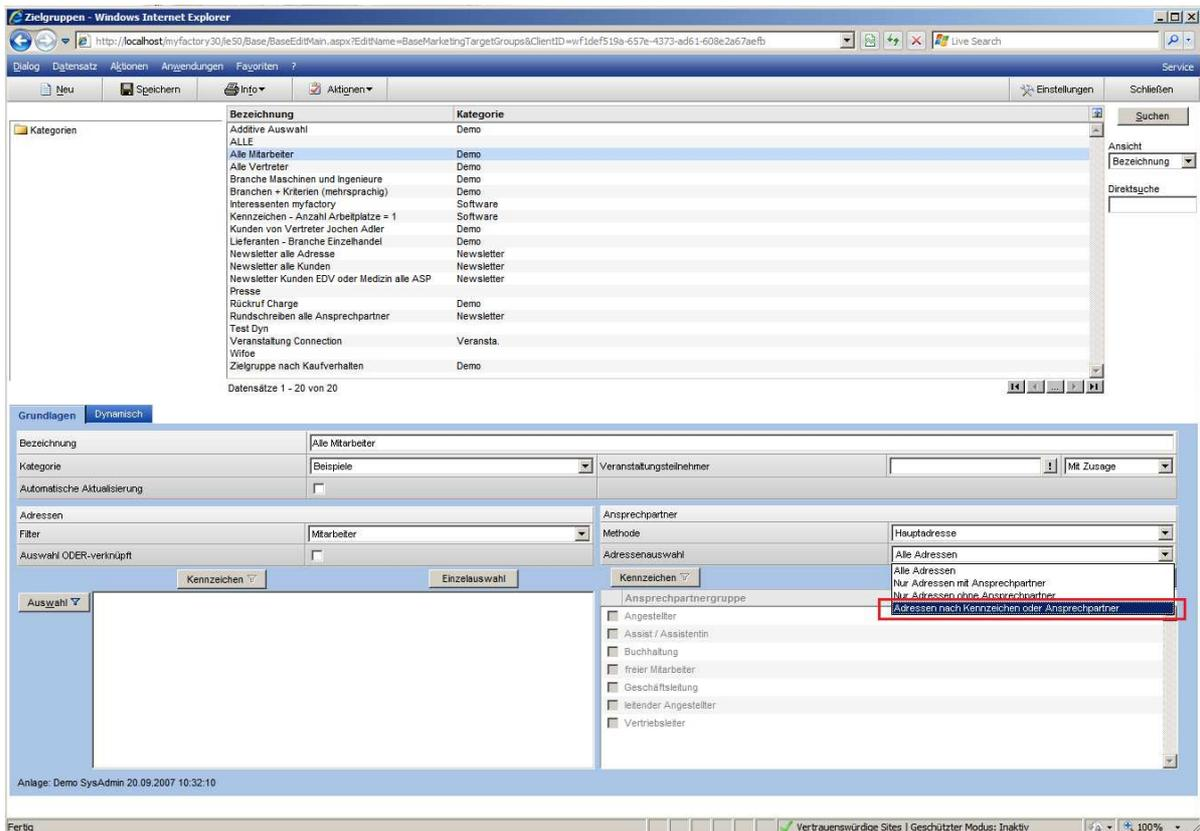 Zielgruppen - Windows Internet Explorer
http://localhost/myfactory30/ie50/Base/BaseEditMain.aspx?EditName=BaseMarketingTargetGroups&ClientID=wf1def519a-657e-4373-ad61-608e2a67aefb
Live Search
Dialog Datensatz Aktionen Anwendungen Favoriten ? Service
Neu Speichern Info Aktionen Einstellungen Schließen
Bezeichnung Kategorie
Suchen
Kategorien
Additive Auswahl Demo
ALLE
Ansicht
Alle Mitarbeiter Demo
Bezeichnung
Alle Vertreter Demo
Branche Maschinen und Ingenieure Demo
Branchen + Kriterien (mehrsprachig) Demo
Direktsuche
Interessenten myfactory Software
Kennzeichen - Anzahl Arbeitplatze = 1 Software
Kunden von Vertreter Jochen Adler Demo
Lieferanten - Branche Einzelhandel Demo
Newsletter alle Adresse Newsletter
Newsletter alle Kunden Newsletter
Newsletter Kunden EDV oder Medizin alle ASP Newsletter
Presse
Rückruf Charge Demo
Rundschreiben alle Ansprechpartner Newsletter
Test Dyn
Veranstaltung Connection Veransta.
Wifoe
Zielgruppe nach Kaufverhalten Demo
Datensätze 1 - 20 von 20
...
Grundlagen Dynamisch
Bezeichnung Alle Mitarbeiter
Kategorie Beispiele Veranstaltungsteilnehmer ! Mit Zusage
Automatische Aktualisierung
Adressen Ansprechpartner
Filter Mitarbeiter Methode Hauptadresse
Auswahl ODER-verknüpft Adressenauswahl Alle Adressen
Alle Adressen
Kennzeichen Einzelauswahl Kennzeichen
Nur Adressen mit Ansprechpartner
Nur Adressen ohne Ansprechpartner
Auswahl Ansprechpartnergruppe
Adressen nach Kennzeichen oder Ansprechpartner
Angestellter
Assist / Assistentin
Buchhaltung
freier Mitarbeiter
Geschäftsleitung
leitender Angestellter
Vertriebsleiter
Anlage: Demo SysAdmin 20.09.2007 10:32:10
Fertig Vertrauenswürdige Sites | Geschützter Modus: Inaktiv 100%